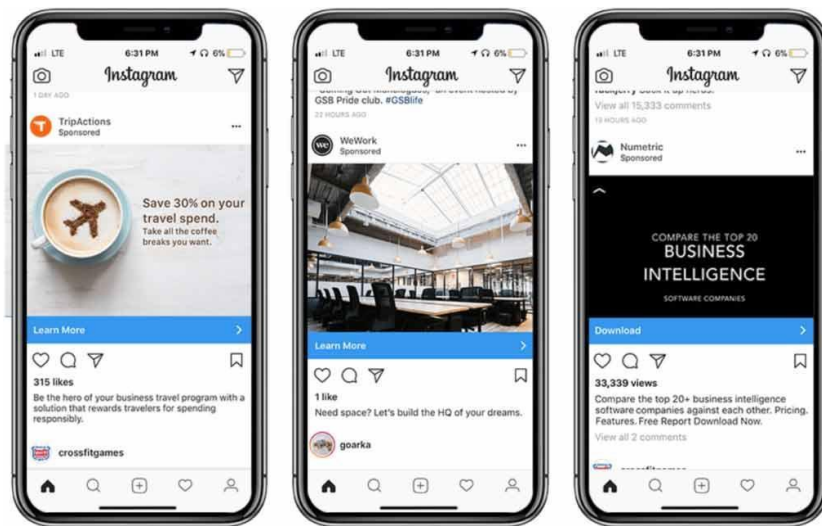 LTE 6:31 PM 6%
Instagram
1 DAY AGO
TripActions
Sponsored
Save 30% on your
travel spend.
Take all the coffee
breaks you want.
Learn More
315 likes
Be the hero of your business travel program with a
solution that rewards travelers for spending
responsibly.
crossfitgames
LTE 6:31 PM 6%
Instagram
GSB Pride club. #GSBlife
22 HOURS AGO
we WeWork
Sponsored
Learn More
1 like
Need space? Let's build the HQ of your dreams.
goarka
LTE 6:31 PM 6%
Instagram
View all 15,333 comments
HOURS AGO
Numetric
Sponsored
COMPARE THE TOP 20
BUSINESS
INTELLIGENCE
SOFTWARE COMPANIES
Download
33,339 views
Compare the top 20+ business intelligence
software companies against each other. Pricing.
Features. Free Report Download Now.
View all 2 comments